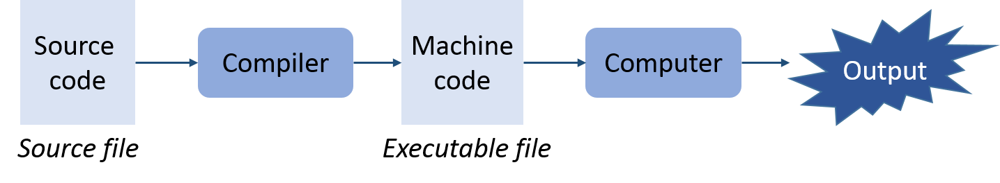 Source
code
Compiler
Machine
code
Computer
Output
Source file
Executable file